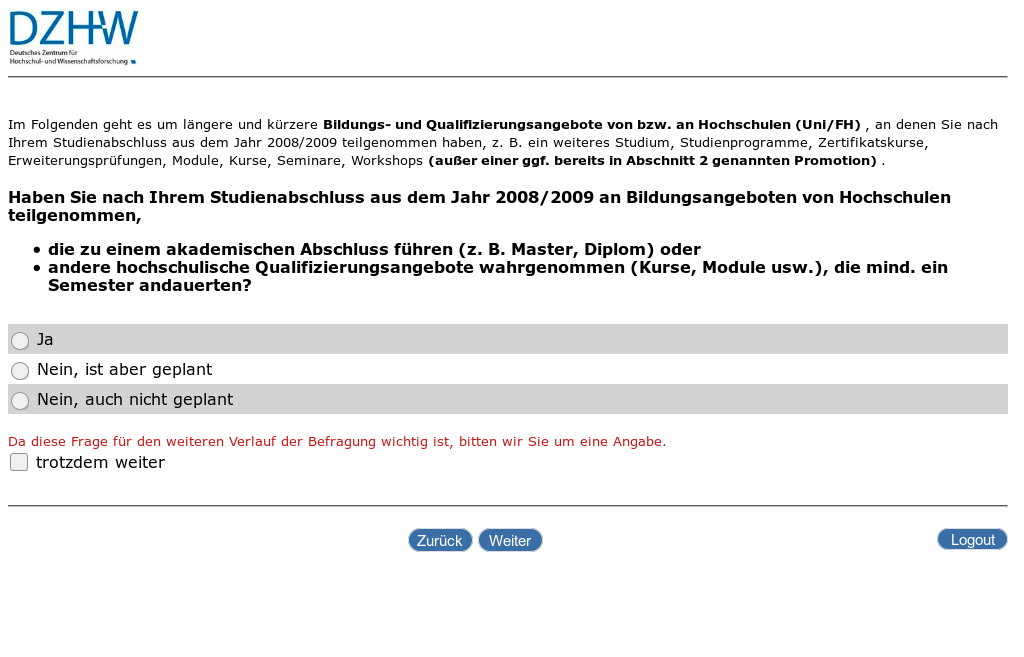 DZHW
Deutsches Zentrum für
Hochschul- und Wissenschaftsforschung
Im Folgenden geht es um längere und kürzere Bildungs- und Qualifizierungsangebote von bzw. an Hochschulen (Uni/FH) , an denen Sie nach
Ihrem Studienabschluss aus dem Jahr 2008/2009 teilgenommen haben, z. B. ein weiteres Studium, Studienprogramme, Zertifikatskurse,
Erweiterungsprüfungen, Module, Kurse, Seminare, Workshops (außer einer ggf. bereits in Abschnitt 2 genannten Promotion) .
Haben Sie nach Ihrem Studienabschluss aus dem Jahr 2008/2009 an Bildungsangeboten von Hochschulen
teilgenommen,
• die zu einem akademischen Abschluss führen (z. B. Master, Diplom) oder
• andere hochschulische Qualifizierungsangebote wahrgenommen (Kurse, Module usw.), die mind. ein
Semester andauerten?
Ja
Nein, ist aber geplant
Nein, auch nicht geplant
Da diese Frage für den weiteren Verlauf der Befragung wichtig ist, bitten wir Sie um eine Angabe.
trotzdem weiter
Zurück Weiter Logout